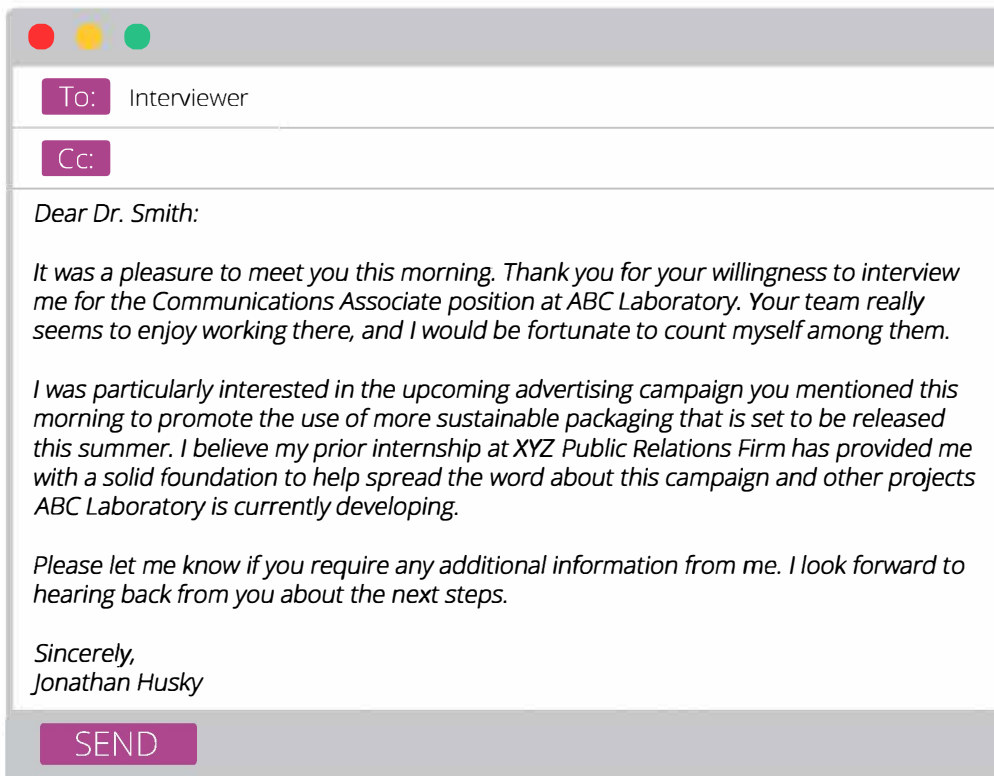 To: Interviewer
Cc:
Dear Dr. Smith:
It was a pleasure to meet you this morning. Thank you for your willingness to interview
me for the Communications Associate position at ABC Laboratory. Your team really
seems to enjoy working there, and I would be fortunate to count myself among them.
I was particularly interested in the upcoming advertising campaign you mentioned this
morning to promote the use of more sustainable packaging that is set to be released
this summer. I believe my prior internship at XYZ Public Relations Firm has provided me
with a solid foundation to help spread the word about this campaign and other projects
ABC Laboratory is currently developing.
Please let me know if you require any additional information from me. I look forward to
hearing back from you about the next steps.
Sincerely,
Jonathan Husky
SEND